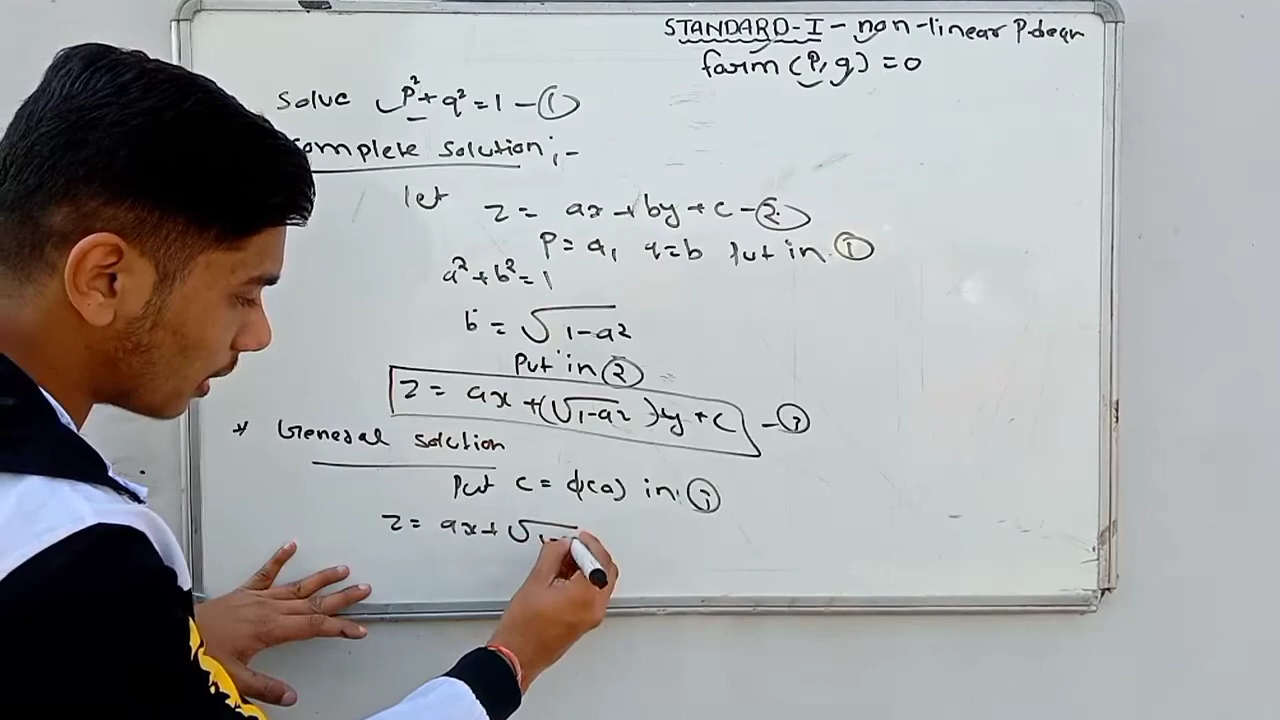 STANDARD-I - non-linear P.deqn
form (P, q) = 0
Solve p² + q² = 1 - ①
Complete Solution :-
let
z = ax + by + c - ②
P = a, q = b put in ①
a² + b² = 1
b = √1-a²
Put in ②
z = ax + (√1-a²)y + c - ③
* General solution
Put c = ϕ(a) in ③
z = ax + √1-